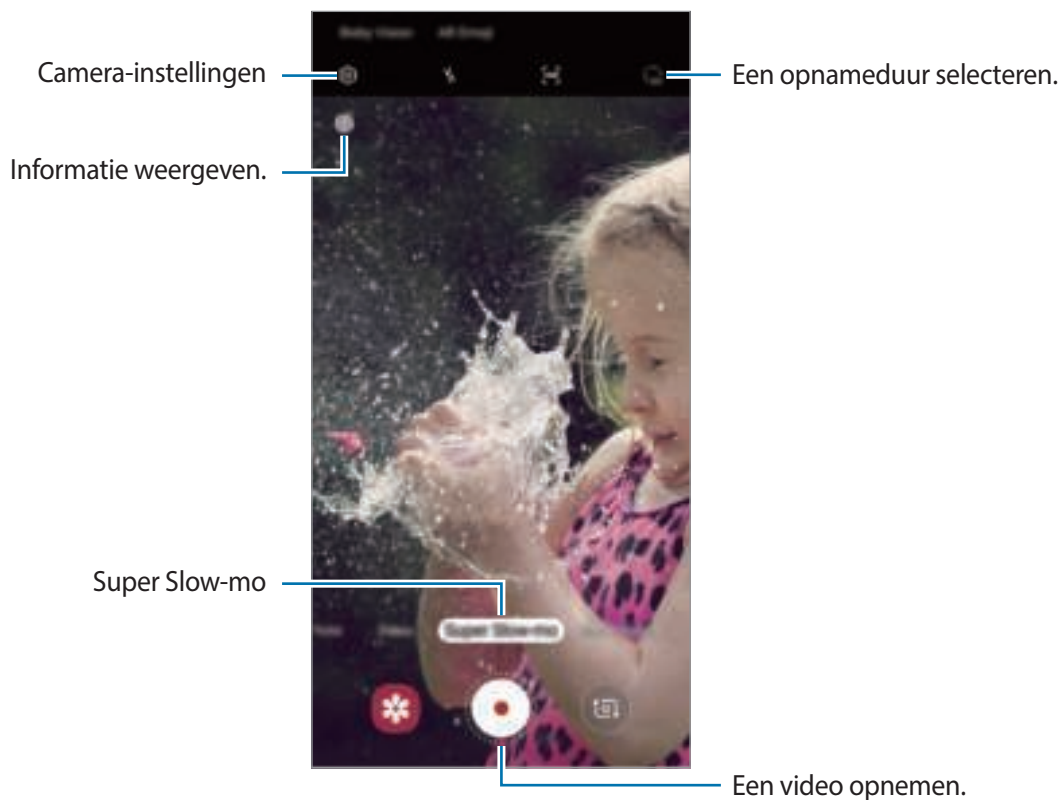 Camera-instellingen
Een opnameduur selecteren.
Informatie weergeven.
Super Slow-mo
Super Slow-mo
Een video opnemen.